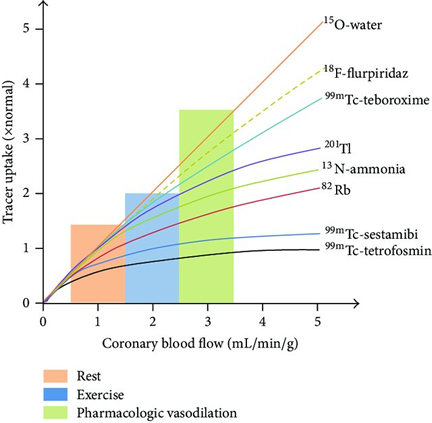 Tracer uptake (×normal)
5
4
3
2
1
0
0
1
2
3
4
5
Coronary blood flow (mL/min/g)
¹⁵O-water
¹⁸F-flurpiridaz
⁹⁹ᵐTc-teboroxime
²⁰¹Tl
¹³N-ammonia
⁸²Rb
⁹⁹ᵐTc-sestamibi
⁹⁹ᵐTc-tetrofosmin
Rest
Exercise
Pharmacologic vasodilation